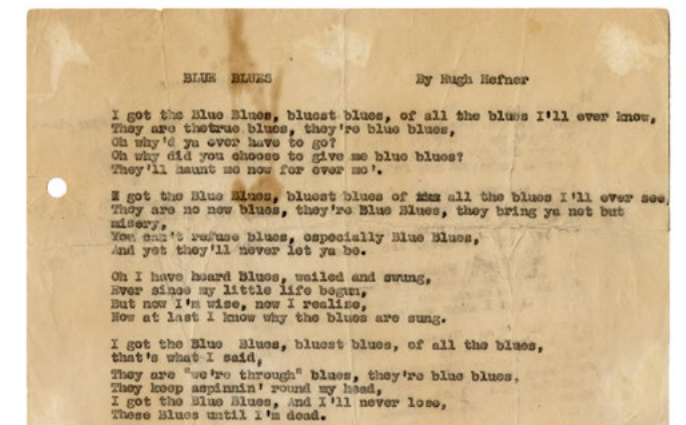 BLUE BLUES By Hugh Hefner
I got the Blue Blues, bluest blues, of all the blues I'll ever know,
They are thetrue blues, they're blue blues,
Oh why'd ya ever have to go?
Oh why did you choose to give me blue blues?
They'll haunt me now for ever mo'.
I got the Blue Blues, bluest blues of all the blues I'll ever see,
They are no new blues, they're Blue Blues, they bring ya not but
misery,
You can't refuse blues, especially Blue Blues,
And yet they'll never let ya be.
Oh I have heard Blues, wailed and swung,
Ever since my little life begun,
But now I'm wise, now I realize,
Now at last I know why the blues are sung.
I got the Blue Blues, bluest blues, of all the blues,
that's what I said,
They are "we're through" blues, they're blue blues,
They keep aspinnin' round my head,
I got the Blue Blues, And I'll never lose,
These Blues until I'm dead.